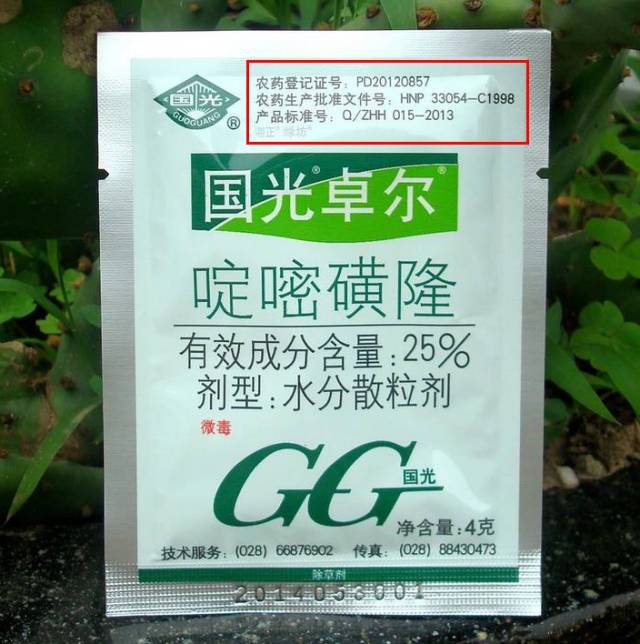 国光
GUOGUANG
®
农药登记证号：PD20120857
农药生产批准文件号：HNP 33054-C1998
产品标准号：Q/ZHH 015-2013
国光®卓尔®
啶嘧磺隆
有效成分含量：25%
剂型：水分散粒剂
微毒
GG国光
净含量：4克
技术服务：(028) 66876902 传真：(028) 88430473
除草剂
2014053001